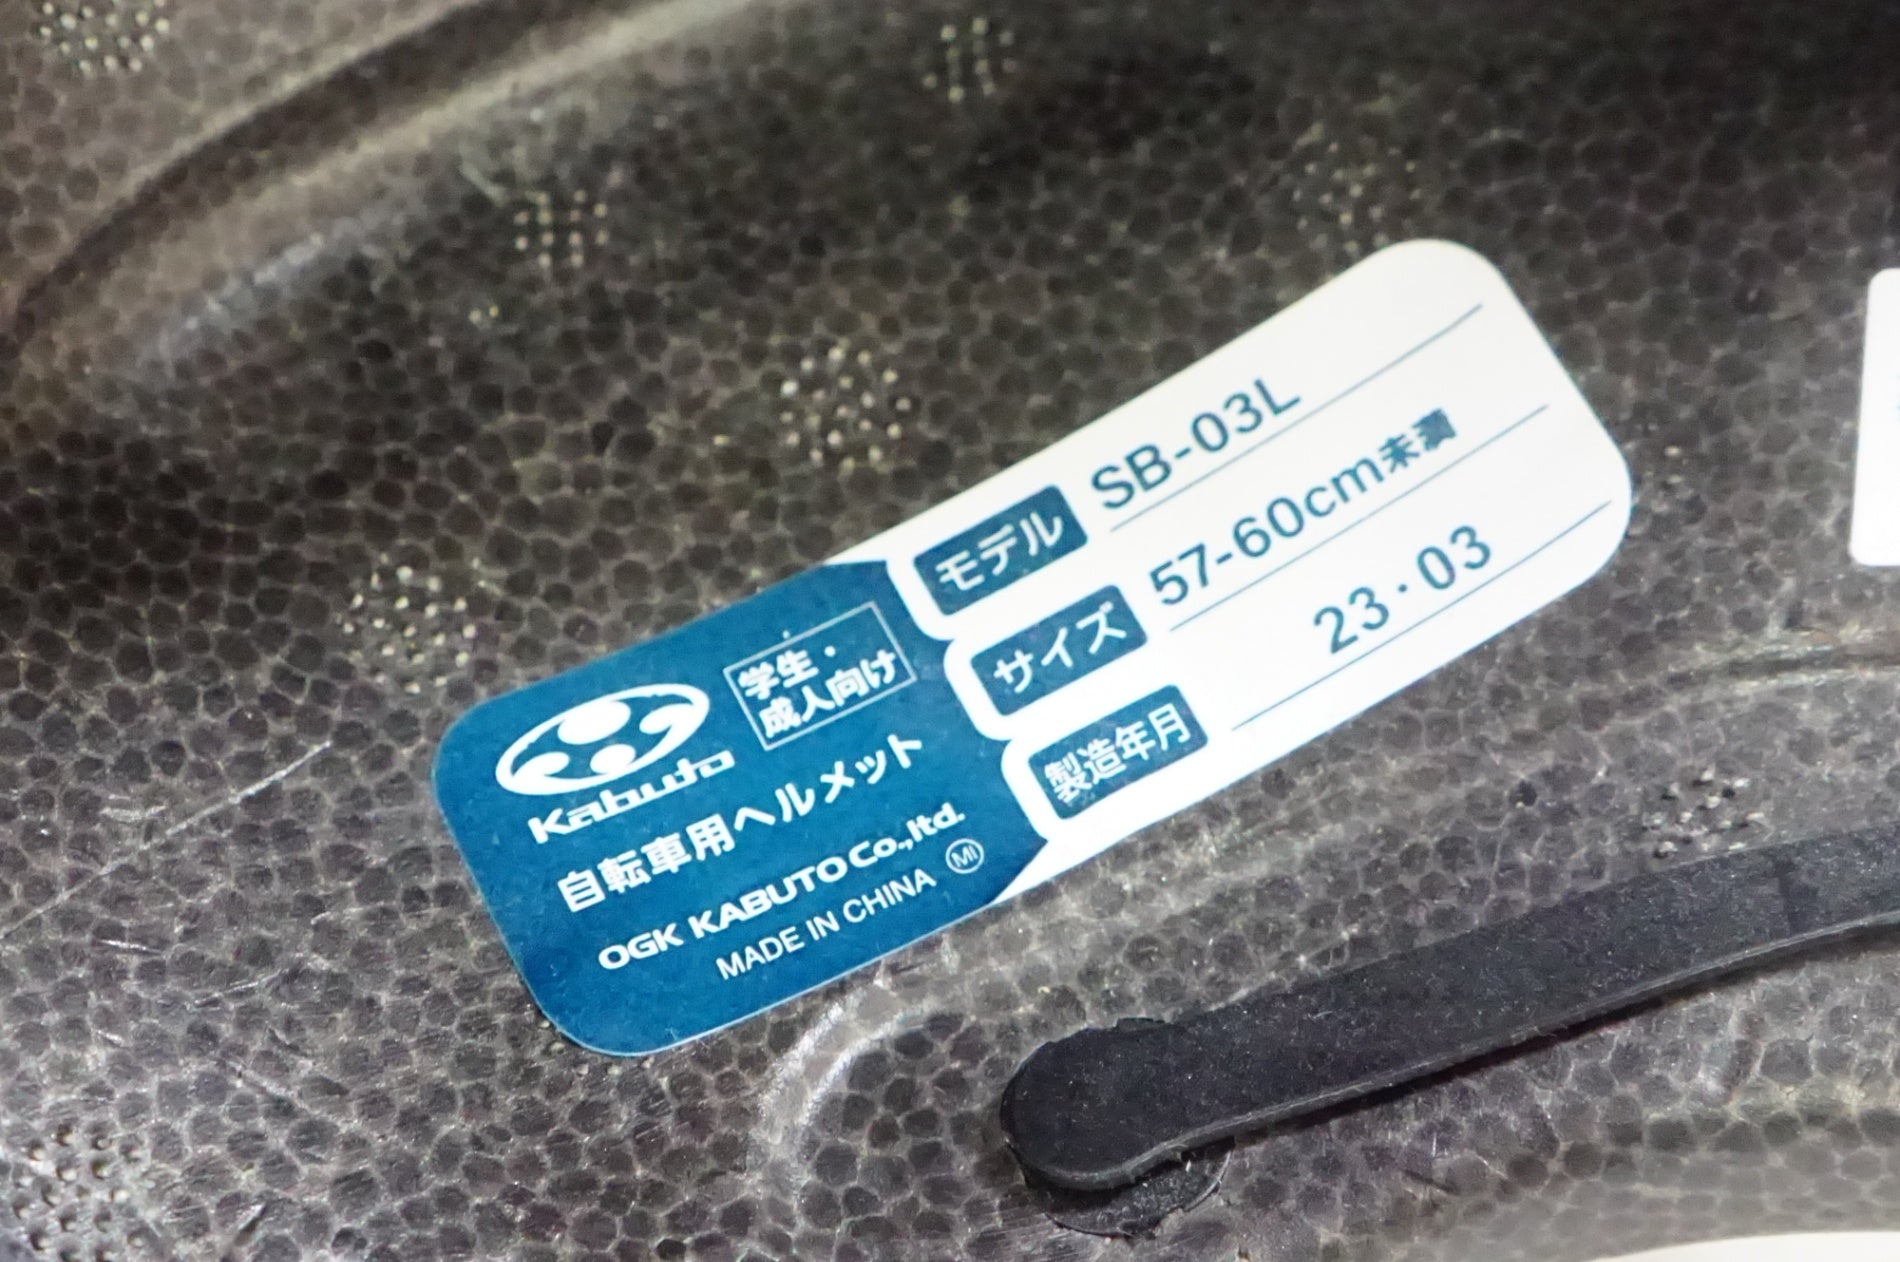 Kabuto
学生・
成人向け
自転車用ヘルメット
OGK KABUTO Co.,ltd.
MADE IN CHINA MI
モデル SB-03L
サイズ 57-60cm未満
製造年月 23・03